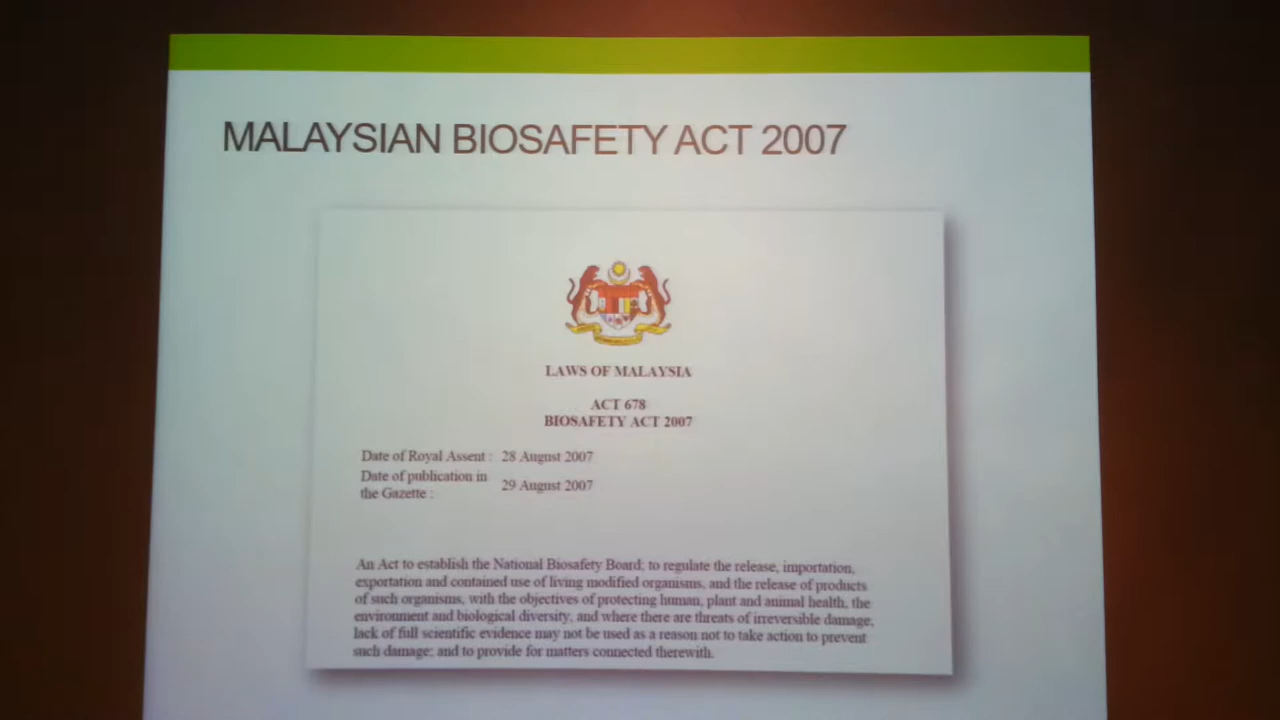 MALAYSIAN BIOSAFETY ACT 2007
LAWS OF MALAYSIA
ACT 678
BIOSAFETY ACT 2007
Date of Royal Assent : 28 August 2007
Date of publication in
the Gazette : 29 August 2007
An Act to establish the National Biosafety Board; to regulate the release, importation,
exportation and contained use of living modified organisms, and the release of products
of such organisms, with the objectives of protecting human, plant and animal health, the
environment and biological diversity, and where there are threats of irreversible damage,
lack of full scientific evidence may not be used as a reason not to take action to prevent
such damage; and to provide for matters connected therewith.